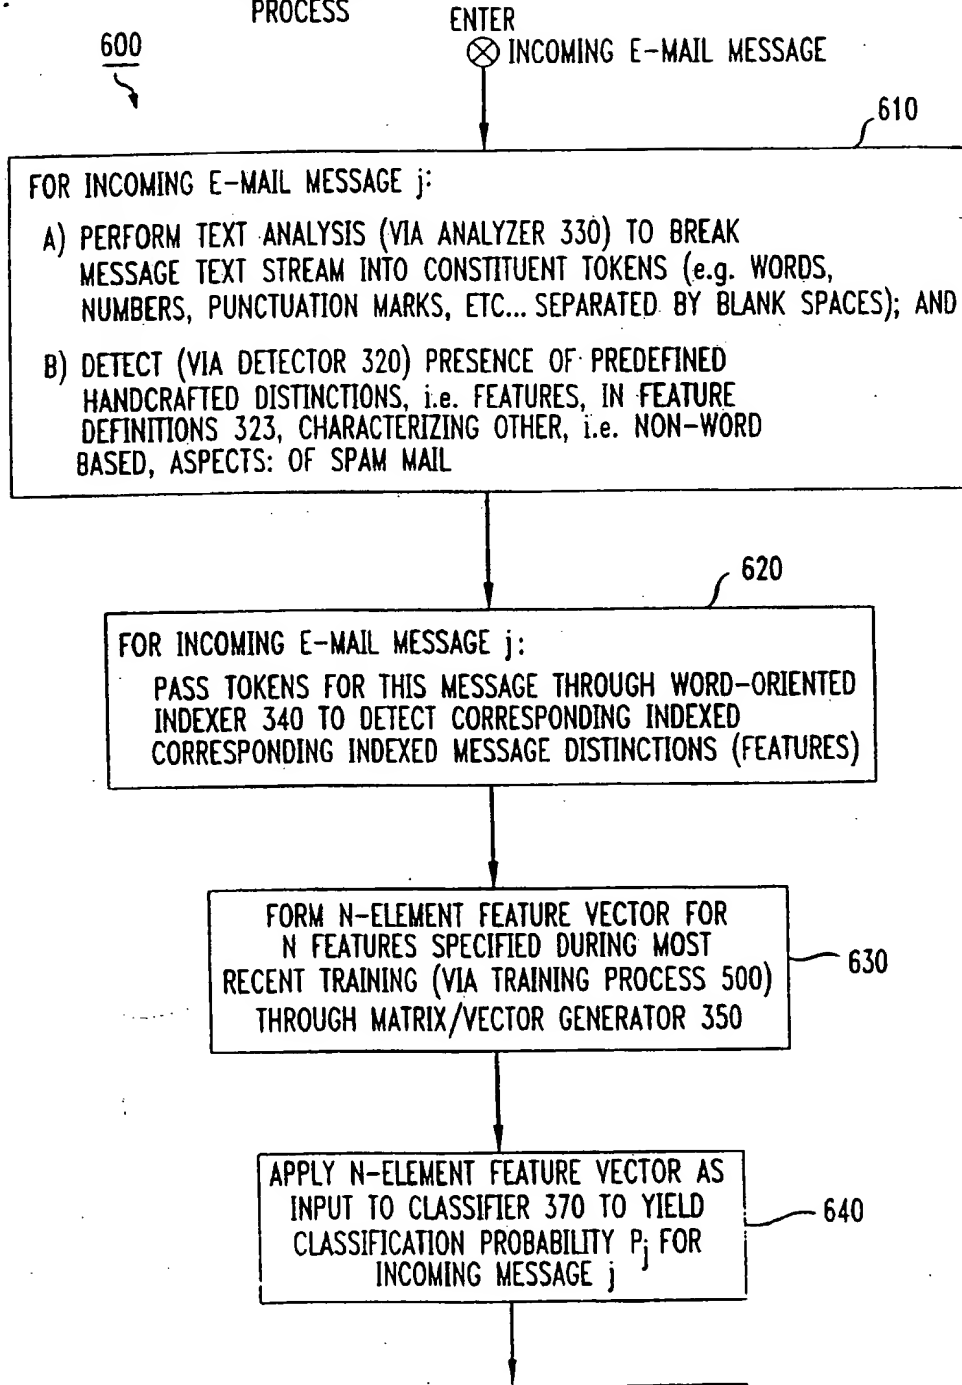 PROCESS
600
ENTER
INCOMING E-MAIL MESSAGE
610
FOR INCOMING E-MAIL MESSAGE j:
A) PERFORM TEXT ANALYSIS (VIA ANALYZER 330) TO BREAK
MESSAGE TEXT STREAM INTO CONSTITUENT TOKENS (e.g. WORDS,
NUMBERS, PUNCTUATION MARKS, ETC... SEPARATED BY BLANK SPACES); AND
B) DETECT (VIA DETECTOR 320) PRESENCE OF PREDEFINED
HANDCRAFTED DISTINCTIONS, i.e. FEATURES, IN FEATURE
DEFINITIONS 323, CHARACTERIZING OTHER, i.e. NON-WORD
BASED, ASPECTS: OF SPAM MAIL
620
FOR INCOMING E-MAIL MESSAGE j:
PASS TOKENS FOR THIS MESSAGE THROUGH WORD-ORIENTED
INDEXER 340 TO DETECT CORRESPONDING INDEXED
CORRESPONDING INDEXED MESSAGE DISTINCTIONS (FEATURES)
FORM N-ELEMENT FEATURE VECTOR FOR
N FEATURES SPECIFIED DURING MOST
RECENT TRAINING (VIA TRAINING PROCESS 500)
THROUGH MATRIX/VECTOR GENERATOR 350
630
APPLY N-ELEMENT FEATURE VECTOR AS
INPUT TO CLASSIFIER 370 TO YIELD
CLASSIFICATION PROBABILITY Pj FOR
INCOMING MESSAGE j
640